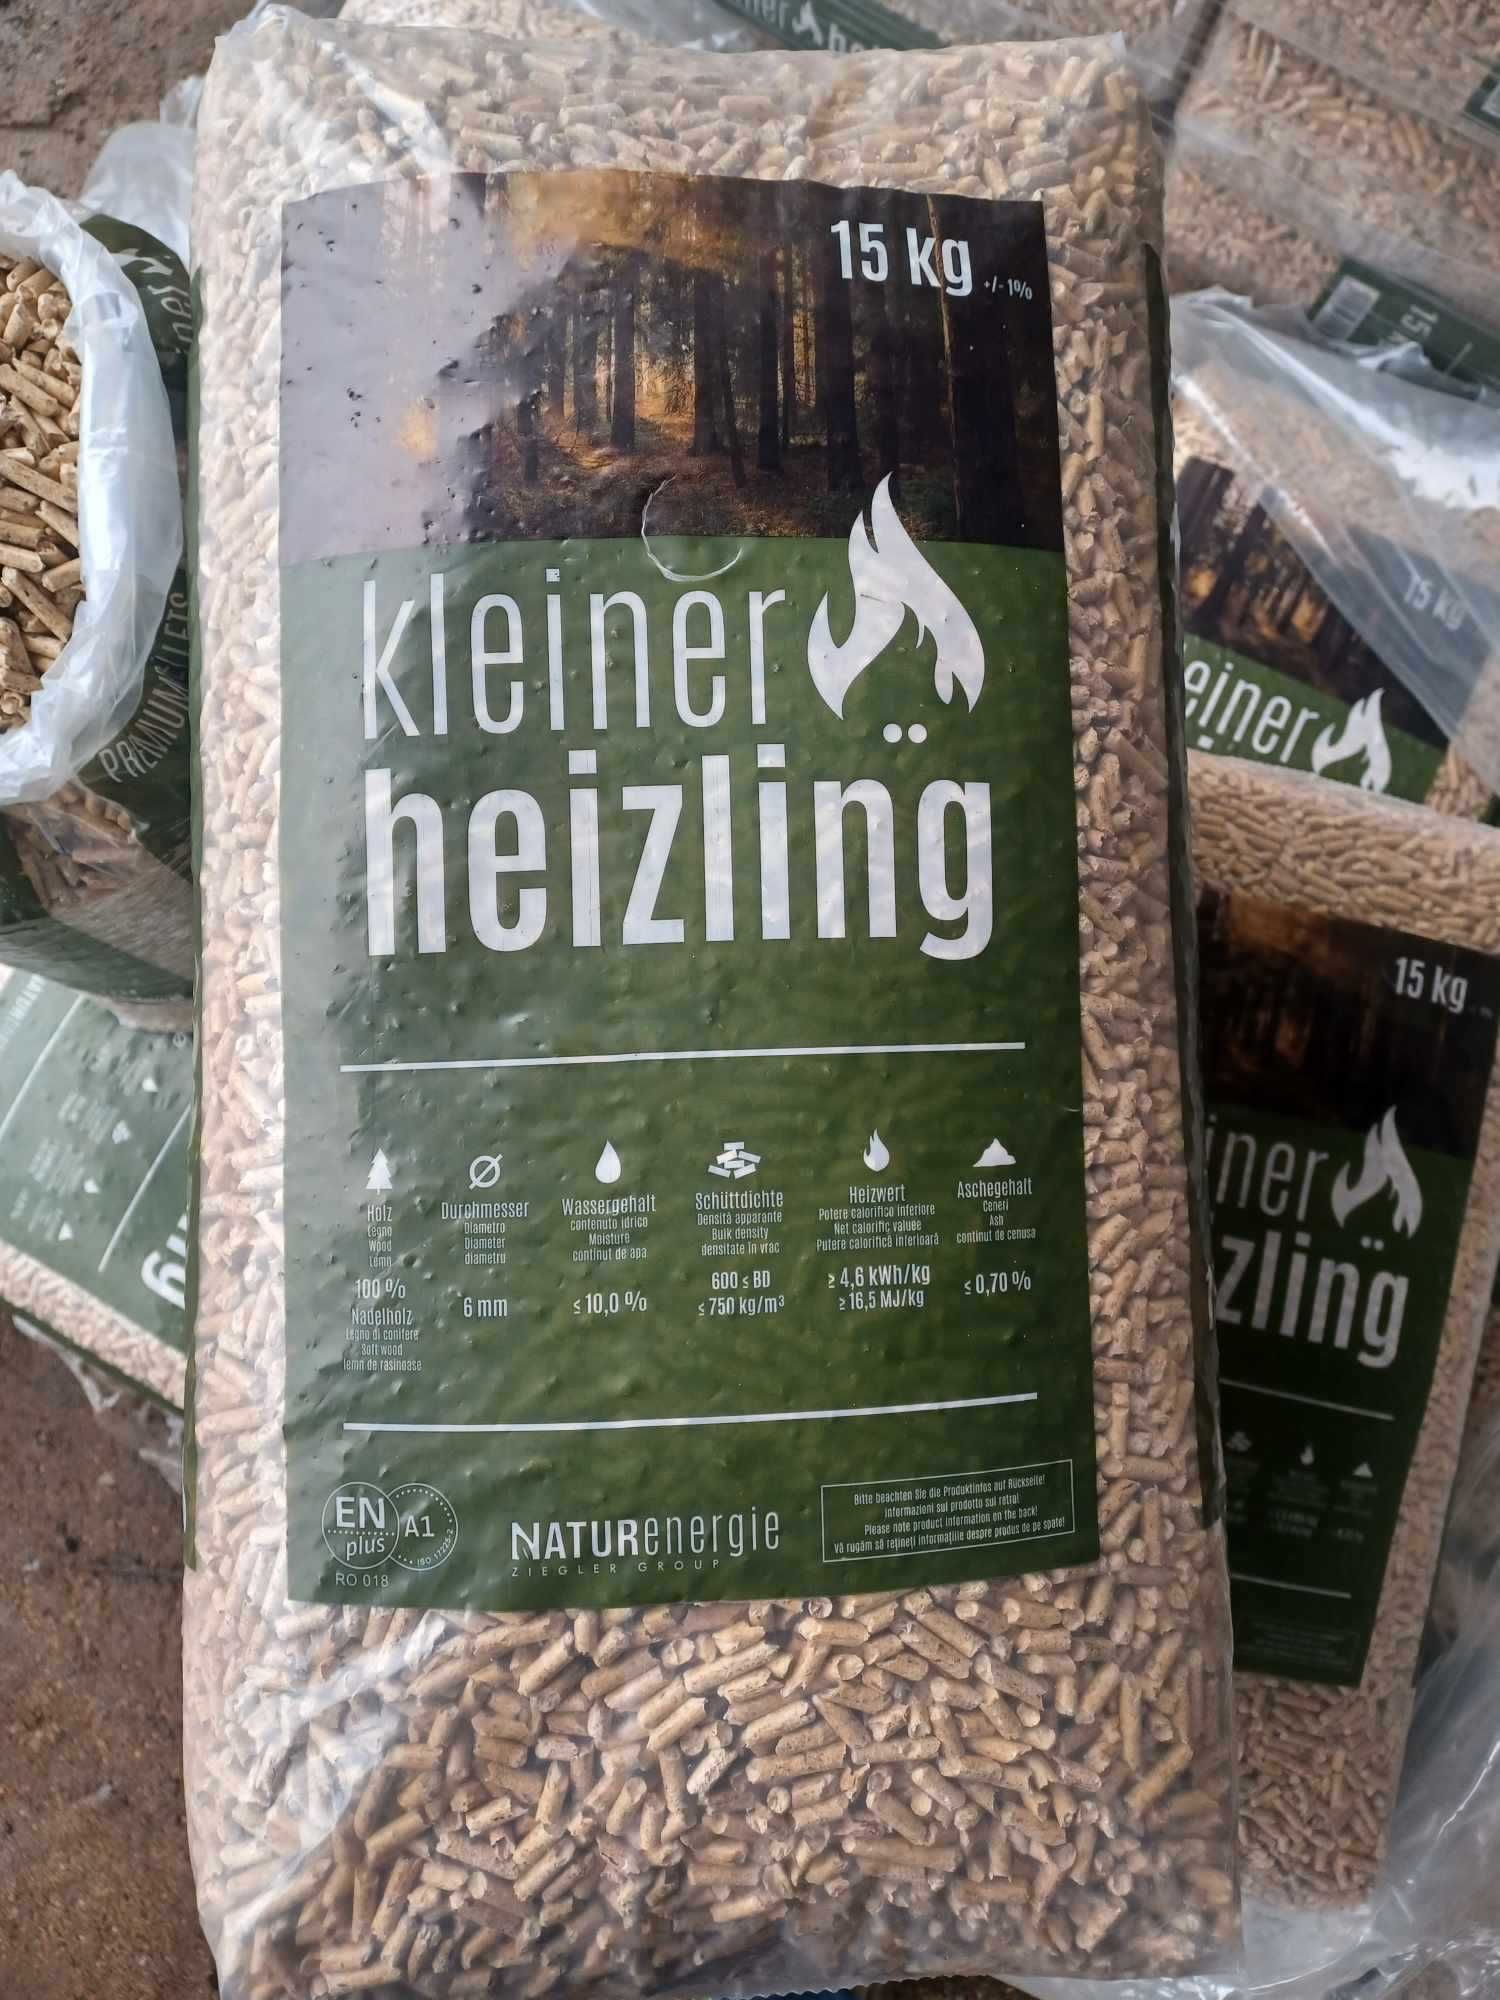 15 kg +/- 1%
kleiner
heizling
Holz
Legno
Wood
Lemn
100 %
Nadelholz
Legno di conifere
Soft wood
lemn de rasinoase
Durchmesser
Diametro
Diameter
diametru
6 mm
Wassergehalt
contenuto idrico
Moisture
continut de apa
≤ 10,0 %
Schüttdichte
Densità apparante
Bulk density
densitate în vrac
600 ≤ BD
≤ 750 kg/m³
Heizwert
Potere calorifico inferiore
Net calorific valuee
Putere calorifică inferioară
≥ 4,6 kWh/kg
≥ 16,5 MJ/kg
Aschegehalt
Ceneri
Ash
continut de cenusa
≤ 0,70 %
EN
plus
A1
ISO 17225-2
RO 018
NATURenergie
ZIEGLER GROUP
Bitte beachten Sie die Produktinfos auf Rückseite!
Informazioni sul prodotto sul retro!
Please note product information on the back!
Vă rugăm să rețineți informațiile despre produs de pe spate!
15 kg
einer
15 kg
iner
zling